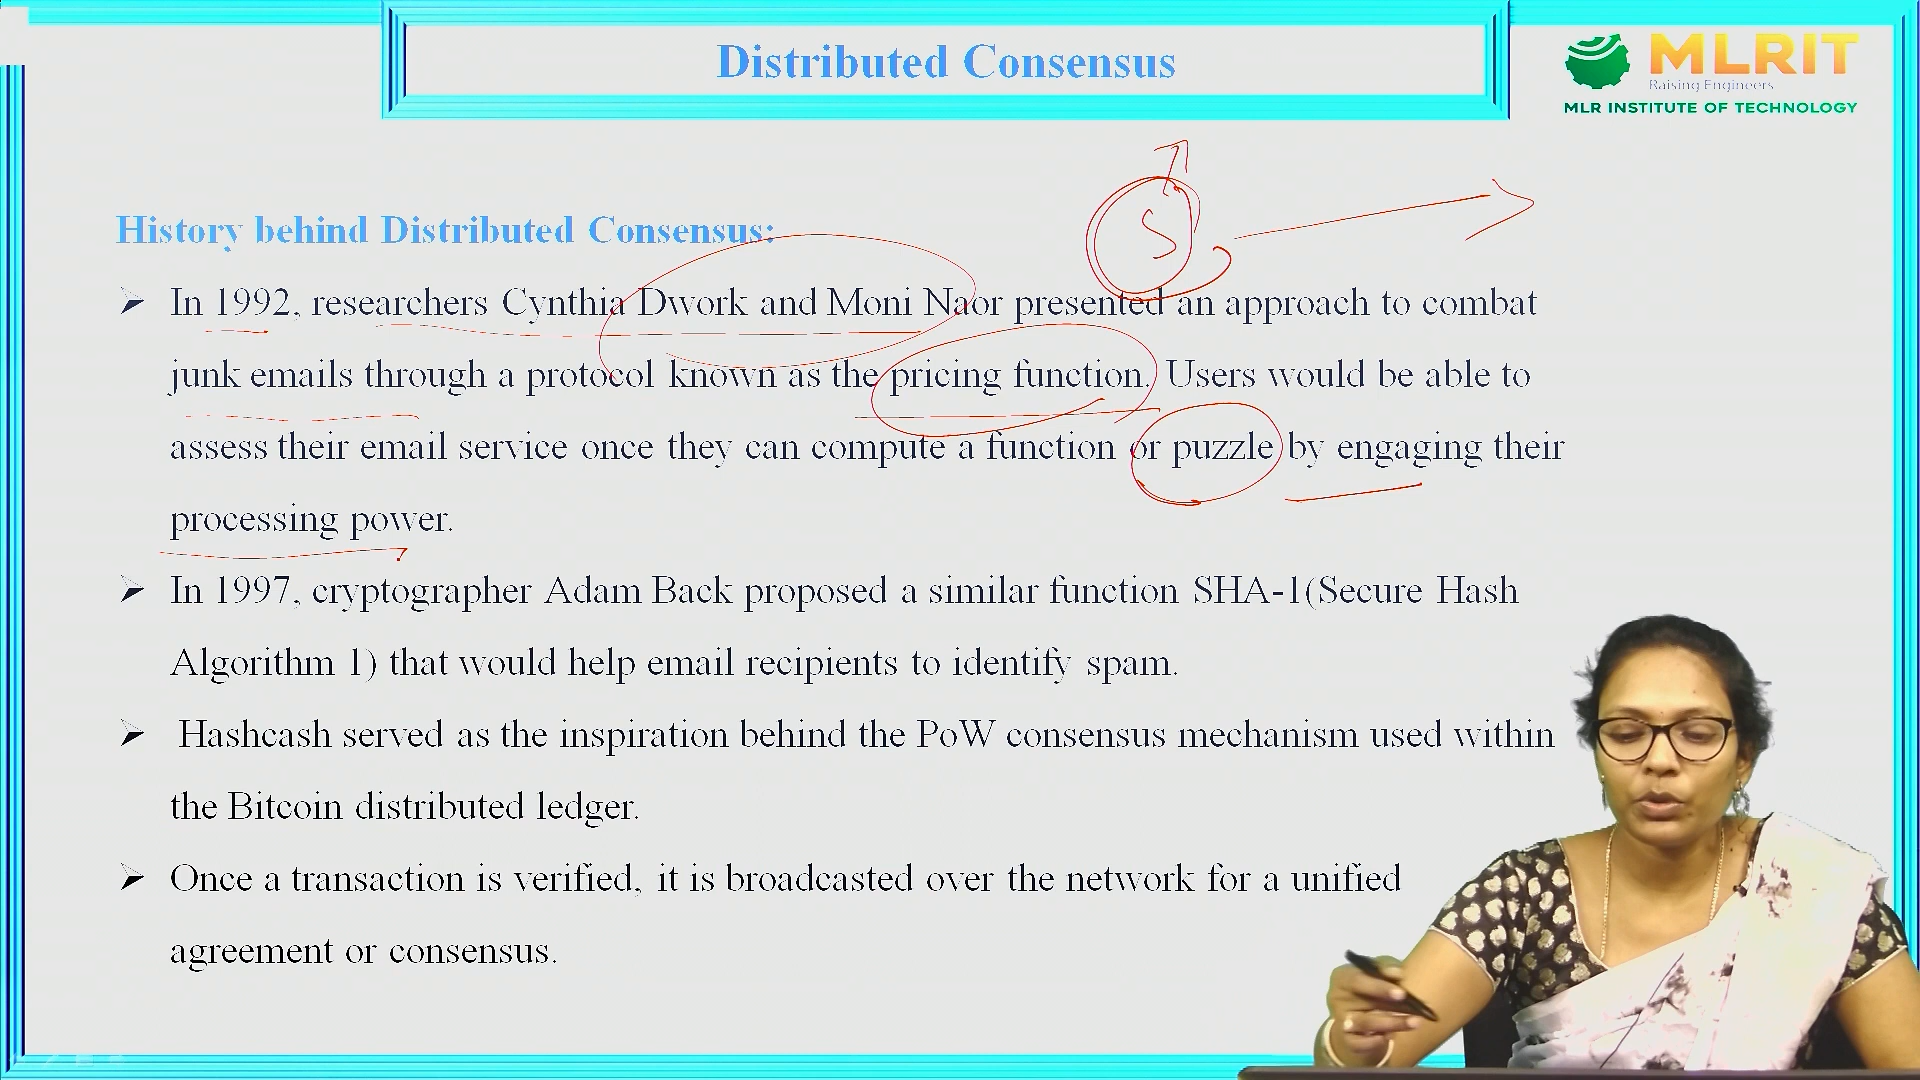 Distributed Consensus
MLRIT
Raising Engineers
MLR INSTITUTE OF TECHNOLOGY
S
History behind Distributed Consensus:
➢ In 1992, researchers Cynthia Dwork and Moni Naor presented an approach to combat
junk emails through a protocol known as the pricing function. Users would be able to
assess their email service once they can compute a function or puzzle by engaging their
processing power.
➢ In 1997, cryptographer Adam Back proposed a similar function SHA-1(Secure Hash
Algorithm 1) that would help email recipients to identify spam.
➢ Hashcash served as the inspiration behind the PoW consensus mechanism used within
the Bitcoin distributed ledger.
➢ Once a transaction is verified, it is broadcasted over the network for a unified
agreement or consensus.